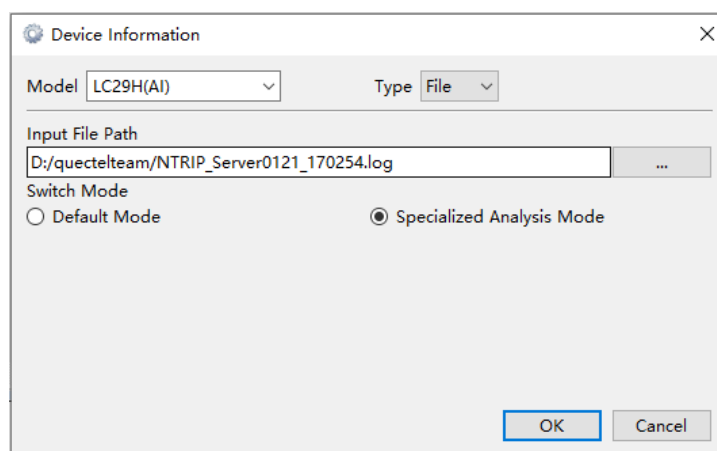 Device Information
Model LC29H(AI) Type File
Input File Path
D:/quectelteam/NTRIP_Server0121_170254.log ...
Switch Mode
Default Mode Specialized Analysis Mode
OK Cancel